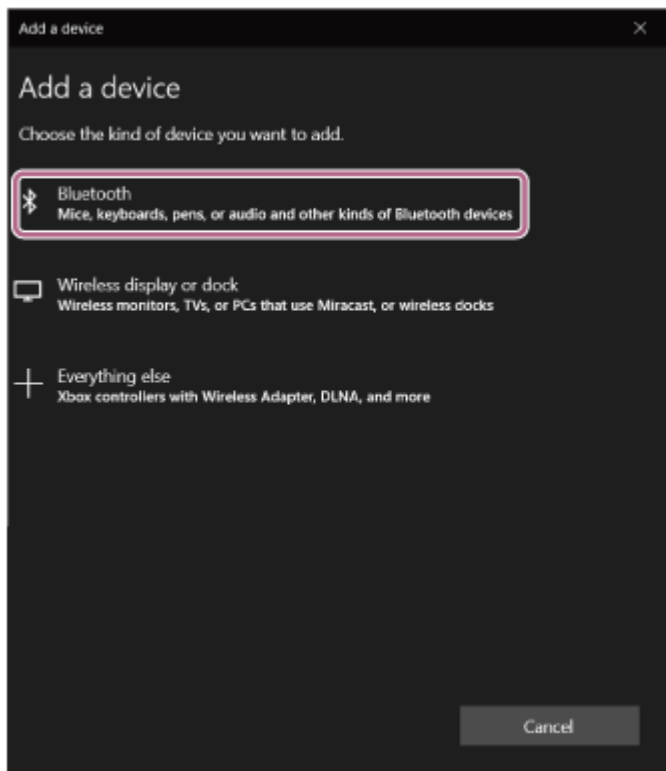 Add a device
Add a device
Choose the kind of device you want to add.
Bluetooth
Mice, keyboards, pens, or audio and other kinds of Bluetooth devices
Wireless display or dock
Wireless monitors, TVs, or PCs that use Miracast, or wireless docks
Everything else
Xbox controllers with Wireless Adapter, DLNA, and more
Cancel